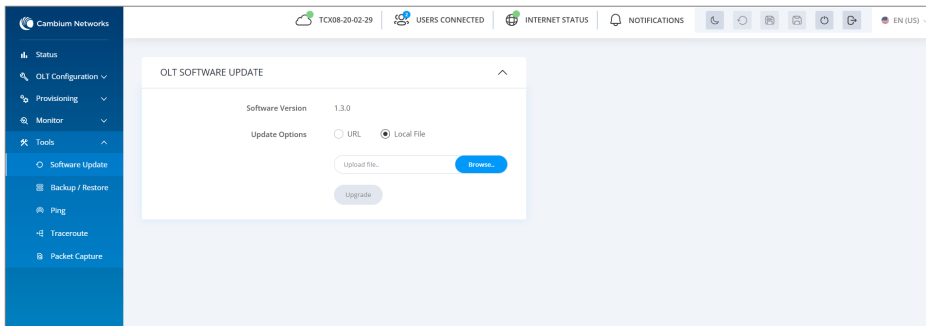 Cambium Networks
TCX08-20-02-29
USERS CONNECTED
INTERNET STATUS
NOTIFICATIONS
EN (US)
Status
OLT Configuration
Provisioning
Monitor
Tools
Software Update
Backup / Restore
Ping
Traceroute
Packet Capture
OLT SOFTWARE UPDATE
Software Version 1.3.0
Update Options URL Local File
Upload file.. Browse..
Upgrade